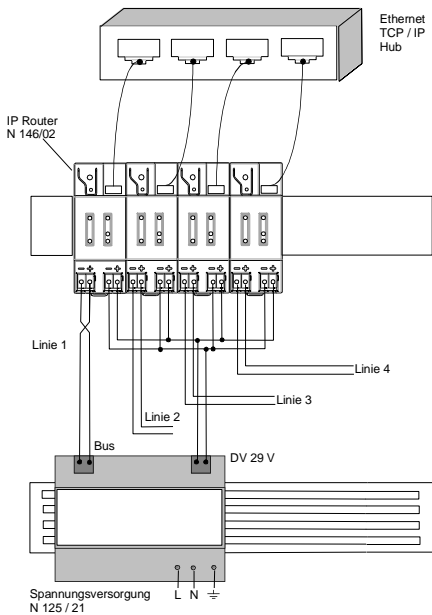 Ethernet
TCP / IP
Hub
IP Router
N 146/02
Linie 1
Linie 4
Linie 3
Linie 2
Bus
DV 29 V
L N
Spannungsversorgung
N 125 / 21